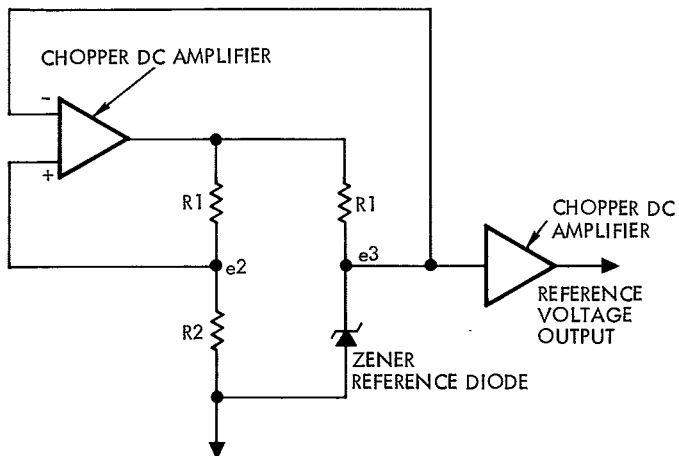 CHOPPER DC AMPLIFIER
-
+
R1
R1
CHOPPER DC
AMPLIFIER
e2
e3
REFERENCE
VOLTAGE
OUTPUT
R2
ZENER
REFERENCE DIODE